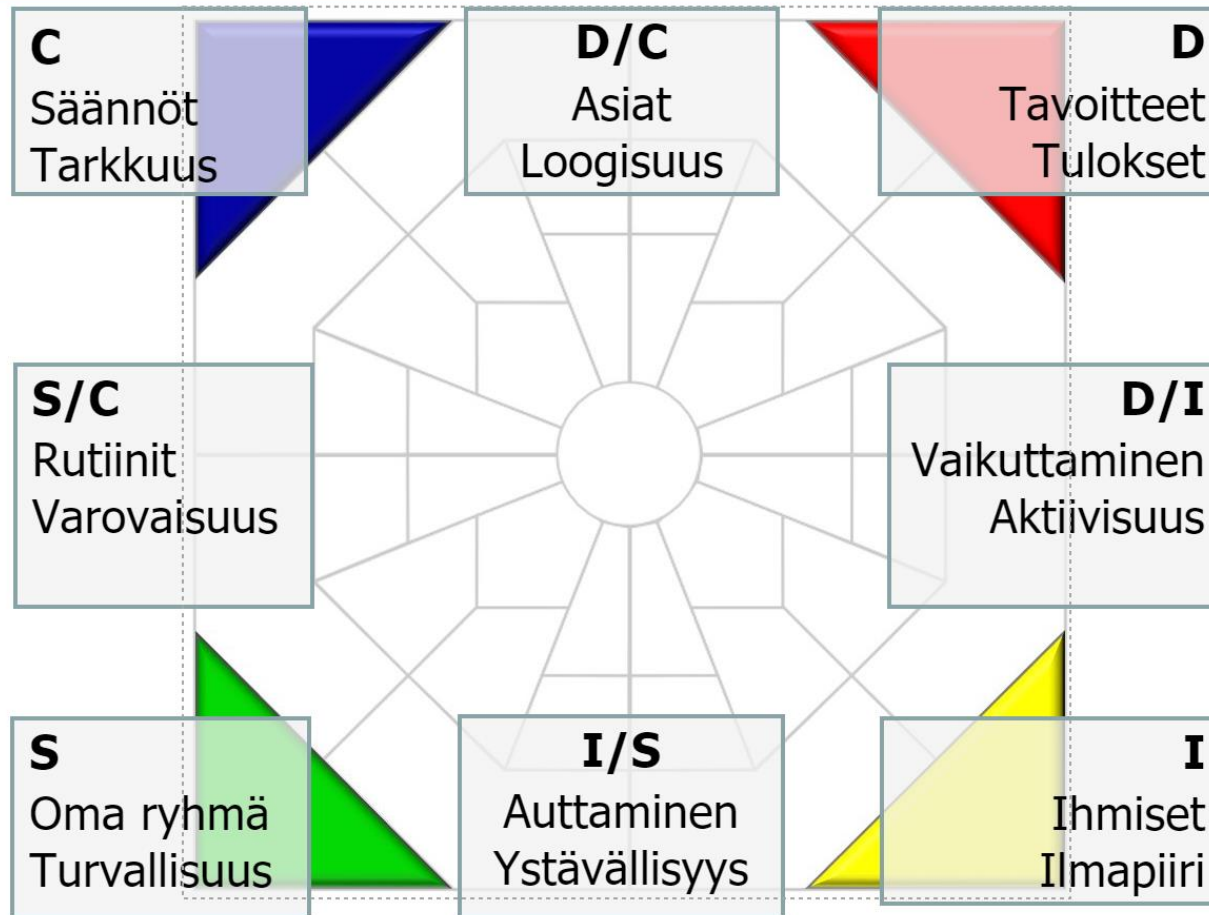 C
Säännöt
Tarkkuus
D/C
Asiat
Loogisuus
D
Tavoitteet
Tulokset
S/C
Rutiinit
Varovaisuus
D/I
Vaikuttaminen
Aktiivisuus
S
Oma ryhmä
Turvallisuus
I/S
Auttaminen
Ystävällisyys
I
Ihmiset
Ilmapiiri